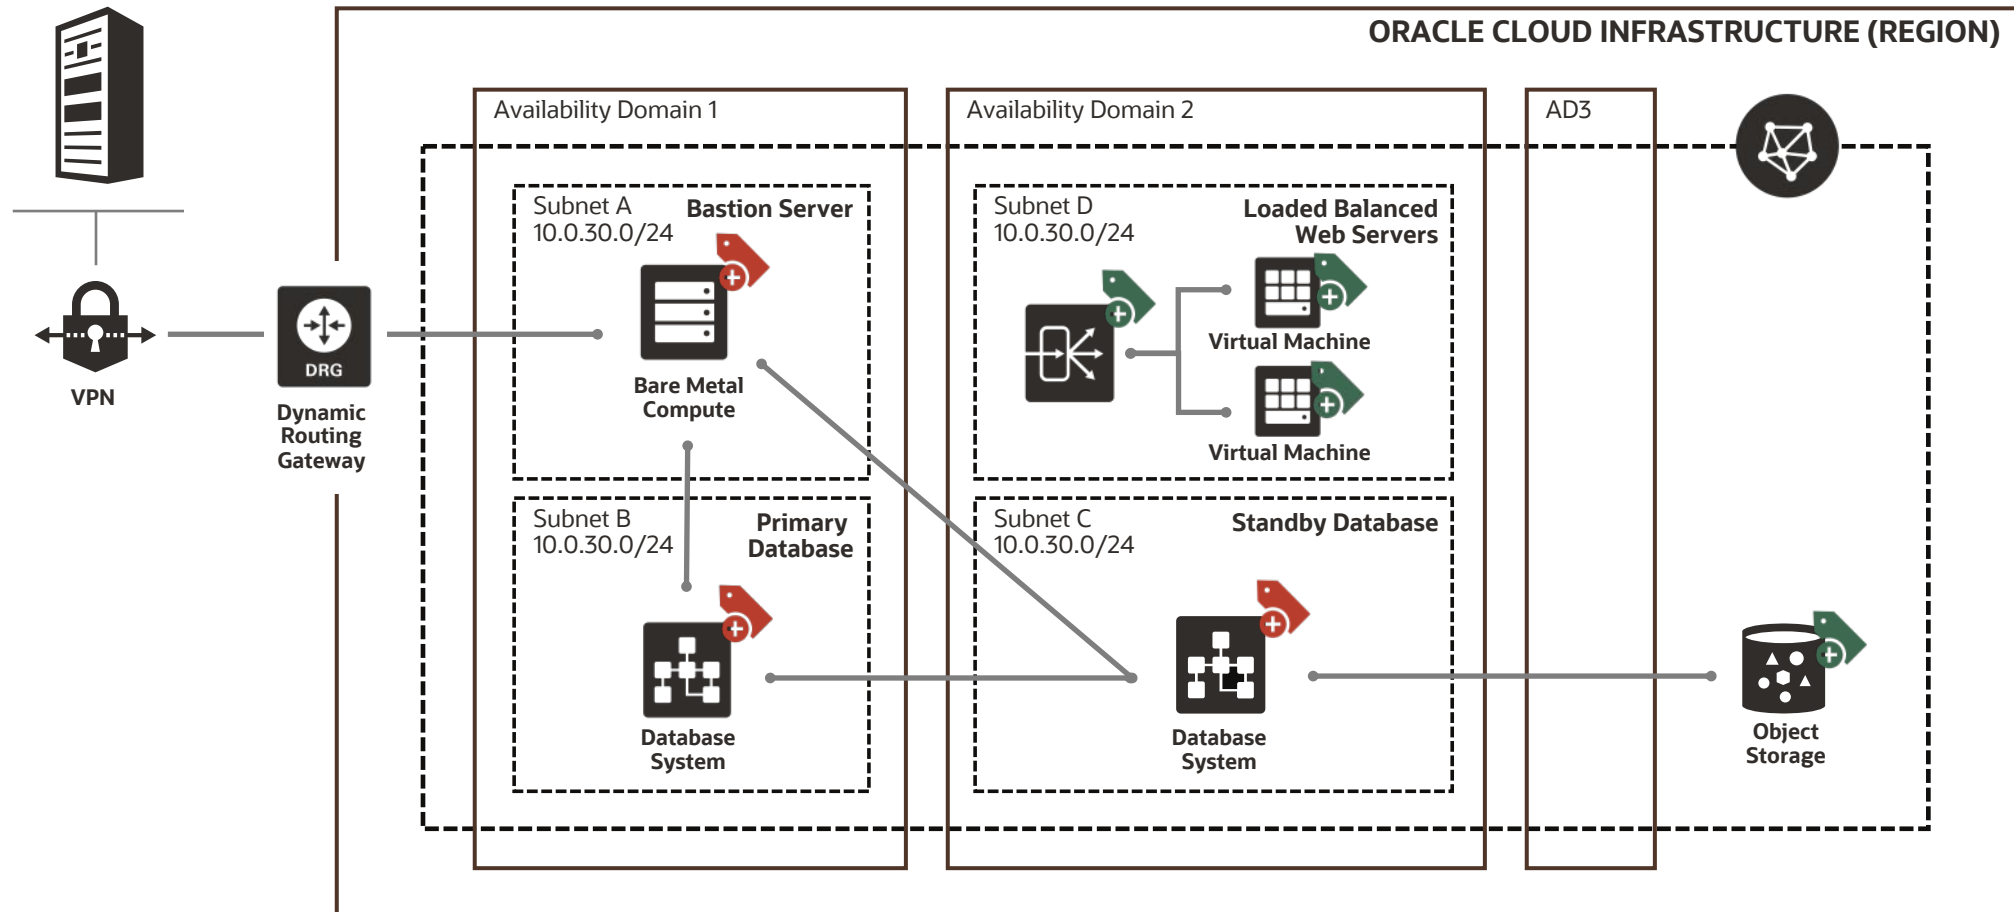 ORACLE CLOUD INFRASTRUCTURE (REGION)
Availability Domain 1
Availability Domain 2
AD3
Subnet A
10.0.30.0/24
Bastion Server
Bare Metal
Compute
Subnet D
10.0.30.0/24
Loaded Balanced
Web Servers
Virtual Machine
Virtual Machine
VPN
DRG
Dynamic
Routing
Gateway
Subnet B
10.0.30.0/24
Primary
Database
Database
System
Subnet C
10.0.30.0/24
Standby Database
Database
System
Object
Storage